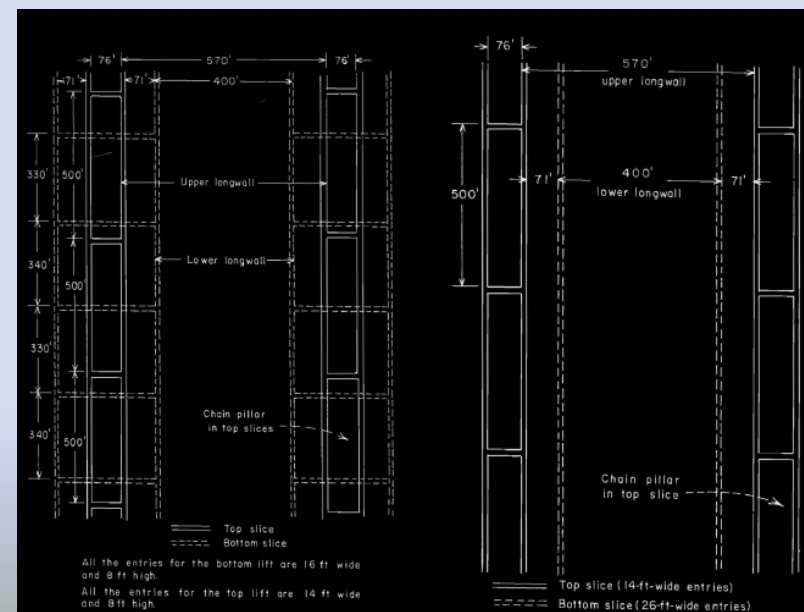 76'
570'
76'
71'
71'
400'
330'
500'
Upper longwall
340'
Lower longwall
500'
330'
Chain pillar
in top slices
340'
500'
Top slice
Bottom slice
All the entries for the bottom lift are 16 ft wide
and 8 ft high.
All the entries for the top lift are 14 ft wide
and 8 ft high.
76'
570'
upper longwall
500'
71'
400'
lower longwall
71'
Chain pillar
in top slice
Top slice (14-ft-wide entries)
Bottom slice (26-ft-wide entries)